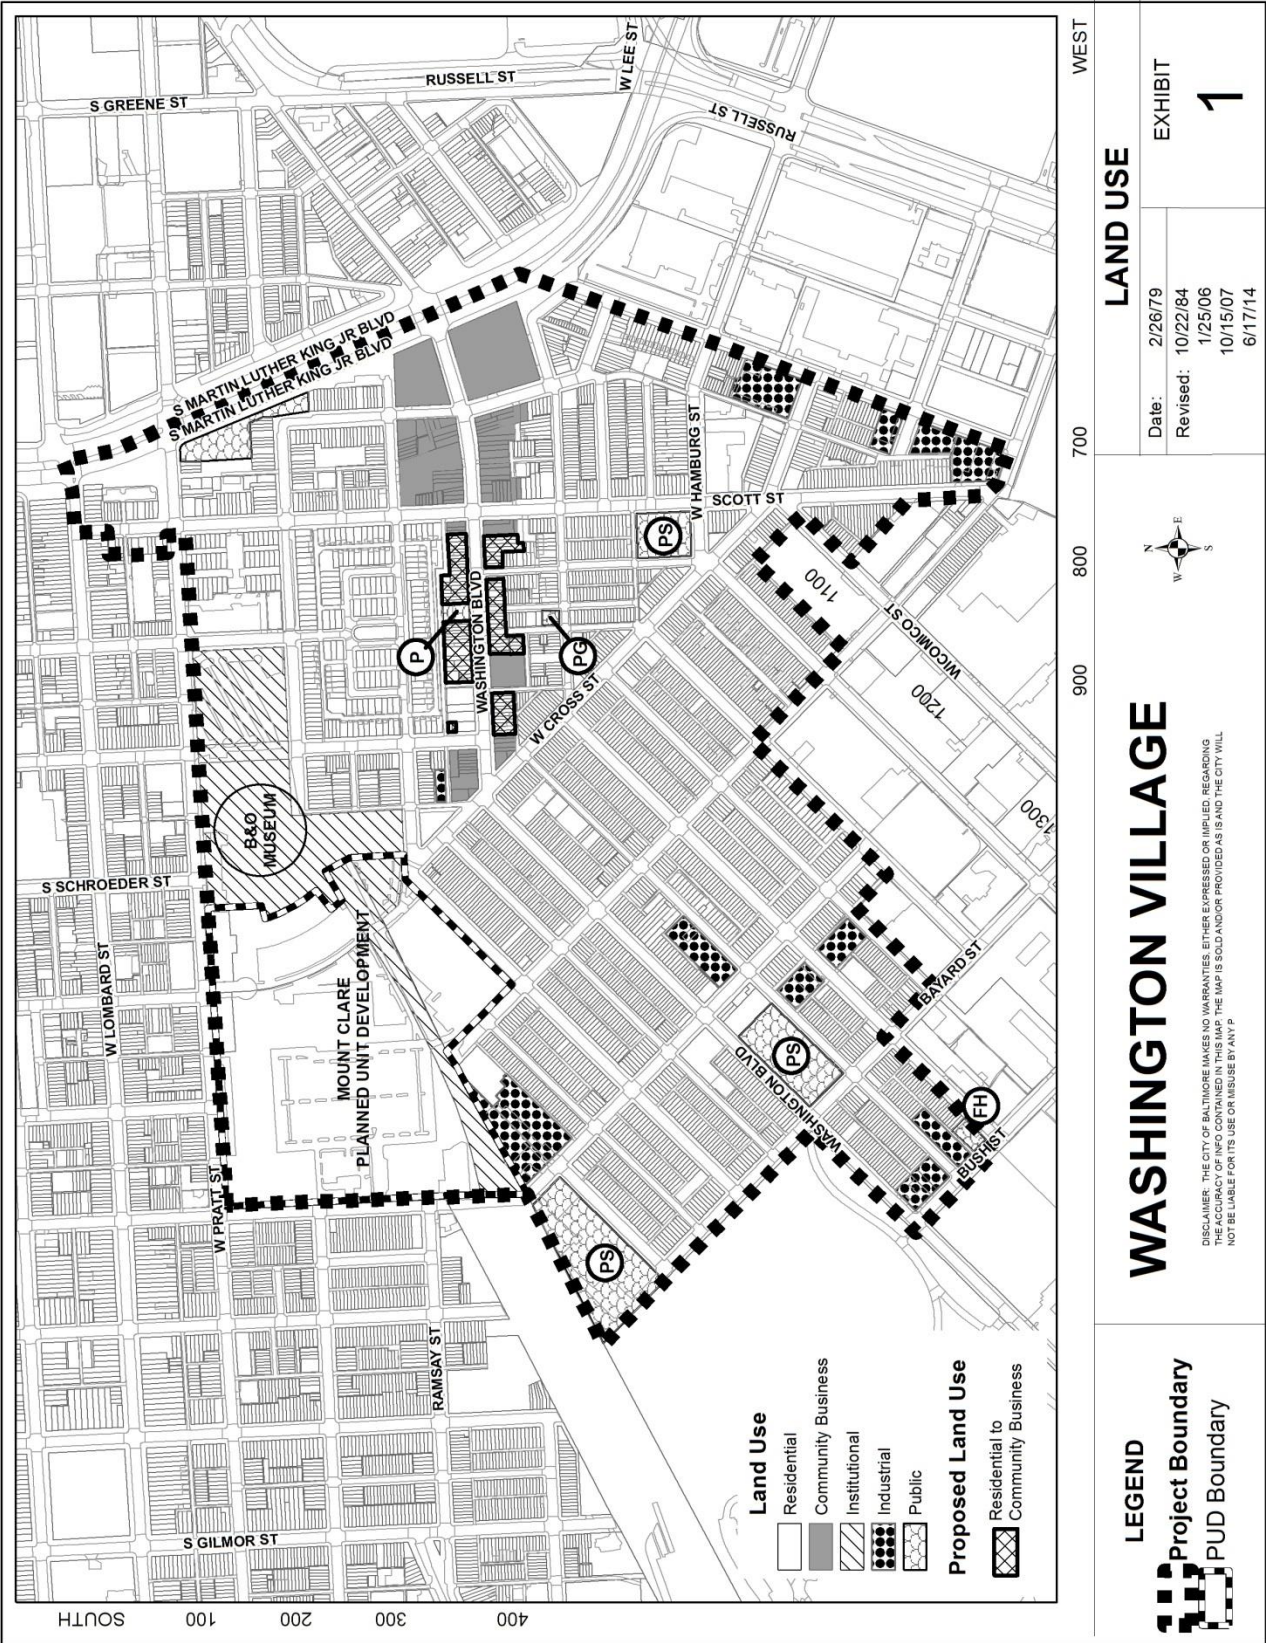 SOUTH
100
200
300
400
S GREENE ST
RUSSELL ST
W LEE ST
RUSSELL ST
S MARTIN LUTHER KING JR BLVD
S MARTIN LUTHER KING JR BLVD
W HAMBURG ST
SCOTT ST
PS
WASHINGTON BLVD
P
PG
W CROSS ST
1100
WICOMICO ST
1200
1300
B&O
MUSEUM
S SCHROEDER ST
W LOMBARD ST
MOUNT CLARE
PLANNED UNIT DEVELOPMENT
BAYARD ST
PS
WASHINGTON BLVD
FH
BUSH ST
W PRATT ST
PS
RAMSAY ST
S GILMOR ST
WEST
700
800
900
Land Use
Residential
Community Business
Institutional
Industrial
Public
Proposed Land Use
Residential to
Community Business
LEGEND
Project Boundary
PUD Boundary
WASHINGTON VILLAGE
DISCLAIMER: THE CITY OF BALTIMORE MAKES NO WARRANTIES, EITHER EXPRESSED OR IMPLIED, REGARDING
THE ACCURACY OF INFO CONTAINED IN THIS MAP. THE MAP IS SOLD AND/OR PROVIDED AS IS AND THE CITY WILL
NOT BE LIABLE FOR ITS USE OR MISUSE BY ANY P
N
W E
S
LAND USE
Date: 2/26/79
Revised: 10/22/84
1/25/06
10/15/07
6/17/14
EXHIBIT
1